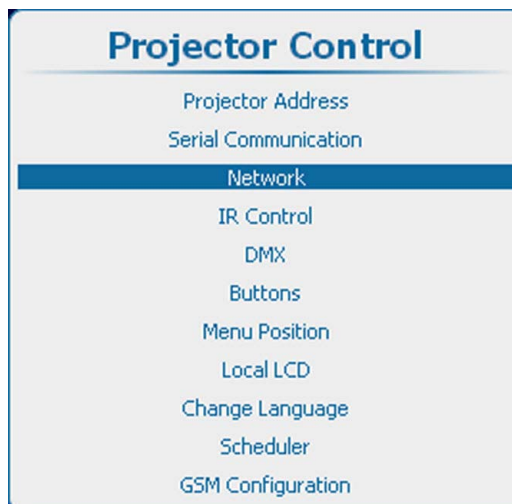 Projector Control
Projector Address
Serial Communication
Network
IR Control
DMX
Buttons
Menu Position
Local LCD
Change Language
Scheduler
GSM Configuration